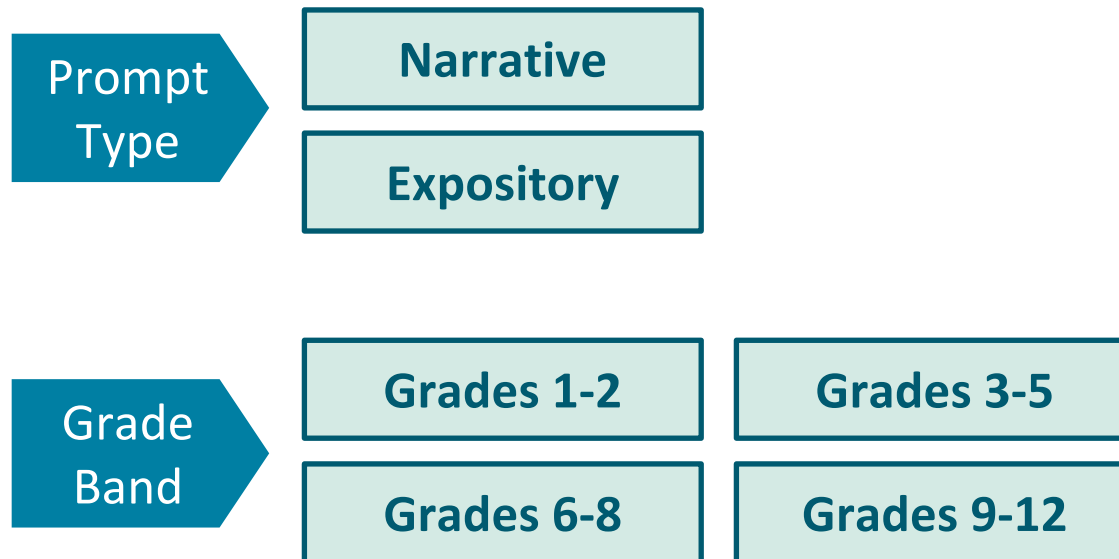 Prompt
Type
Narrative
Expository
Grade
Band
Grades 1-2
Grades 3-5
Grades 6-8
Grades 9-12